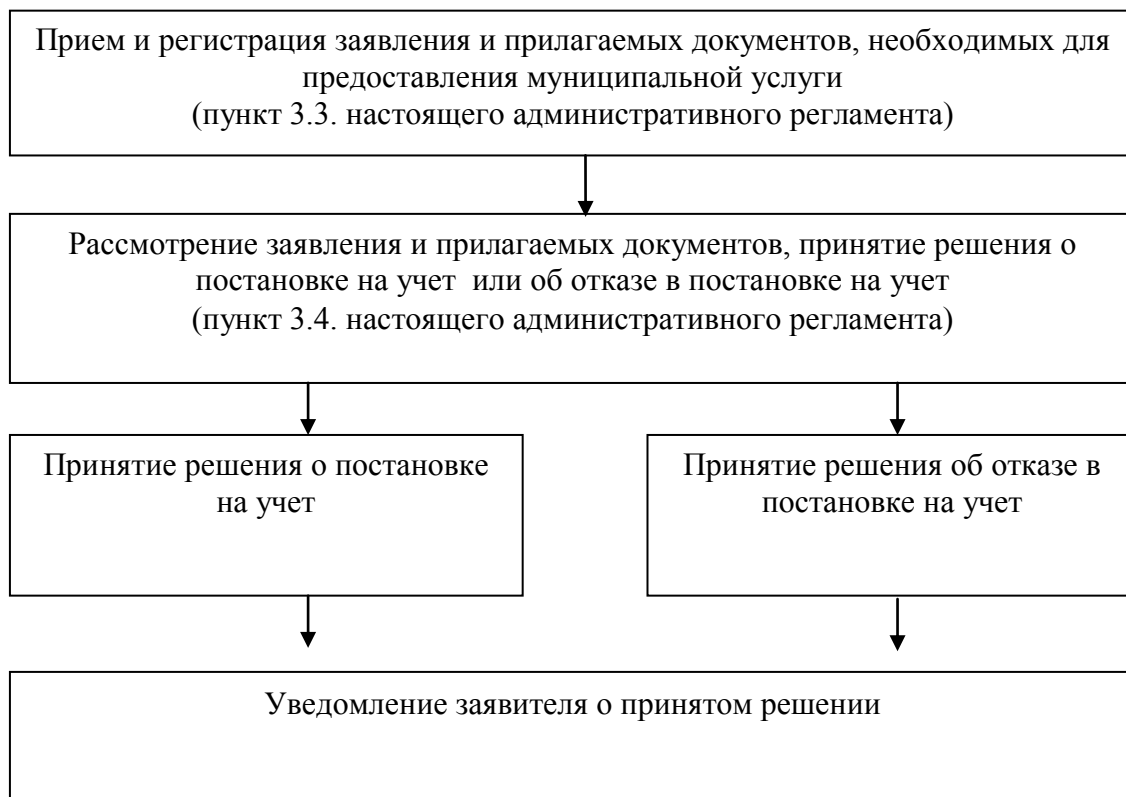 Прием и регистрация заявления и прилагаемых документов, необходимых для
предоставления муниципальной услуги
(пункт 3.3. настоящего административного регламента)
Рассмотрение заявления и прилагаемых документов, принятие решения о
постановке на учет  или об отказе в постановке на учет
(пункт 3.4. настоящего административного регламента)
Принятие решения о постановке
на учет
Принятие решения об отказе в
постановке на учет
Уведомление заявителя о принятом решении